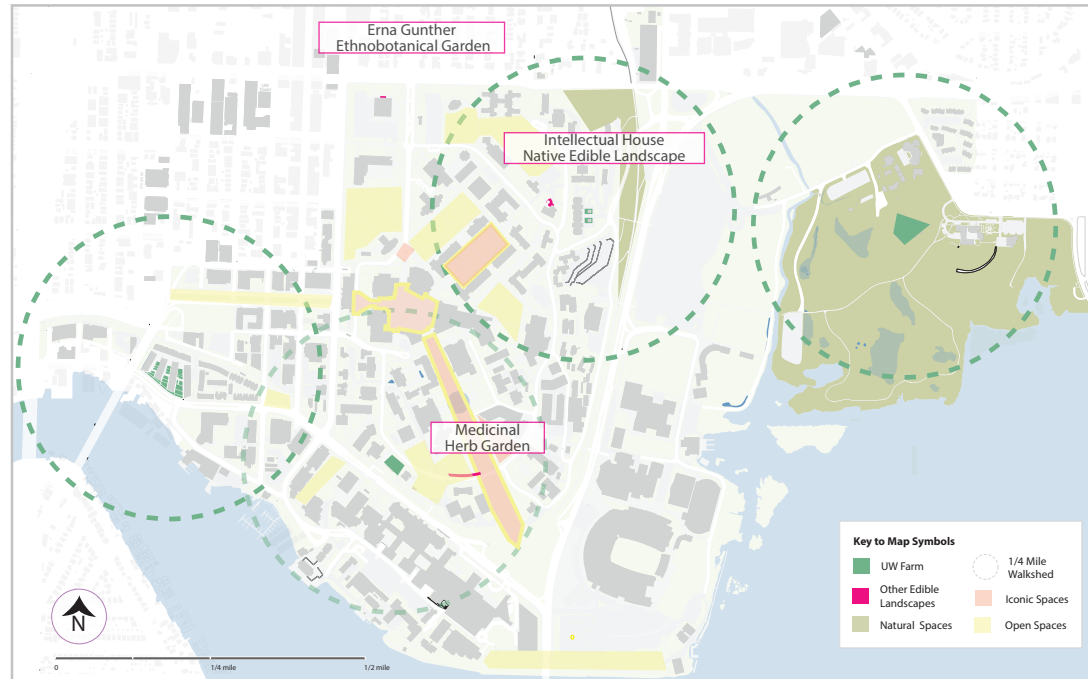 Erna Gunther
Ethnobotanical Garden
Intellectual House
Native Edible Landscape
Medicinal
Herb Garden
Key to Map Symbols
UW Farm
1/4 Mile
Walkshed
Other Edible
Landscapes
Iconic Spaces
Natural Spaces
Open Spaces
N
0
1/4 mile
1/2 mile